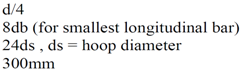 d/4
8db (for smallest longitudinal bar)
24ds , ds = hoop diameter
300mm